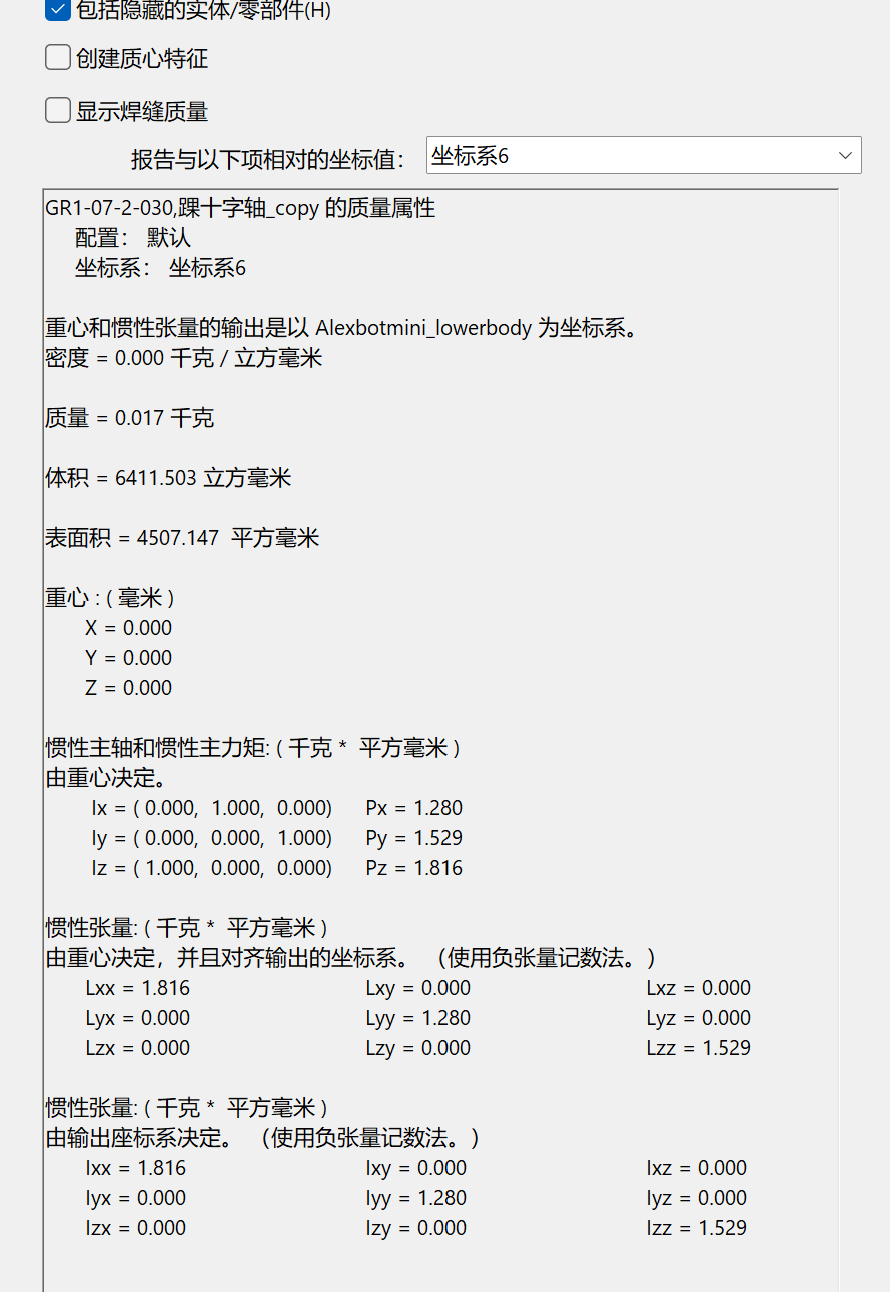 包括隐藏的实体/零部件(H)
创建质心特征
显示焊缝质量
报告与以下项相对的坐标值： 坐标系6
GR1-07-2-030,踝十字轴_copy 的质量属性
配置： 默认
坐标系： 坐标系6
重心和惯性张量的输出是以 Alexbotmini_lowerbody 为坐标系。
密度 = 0.000 千克 / 立方毫米
质量 = 0.017 千克
体积 = 6411.503 立方毫米
表面积 = 4507.147 平方毫米
重心 : ( 毫米 )
X = 0.000
Y = 0.000
Z = 0.000
惯性主轴和惯性主力矩: ( 千克 * 平方毫米 )
由重心决定。
Ix = ( 0.000, 1.000, 0.000) Px = 1.280
Iy = ( 0.000, 0.000, 1.000) Py = 1.529
Iz = ( 1.000, 0.000, 0.000) Pz = 1.816
惯性张量: ( 千克 * 平方毫米 )
由重心决定，并且对齐输出的坐标系。 （使用负张量记数法。）
Lxx = 1.816 Lxy = 0.000 Lxz = 0.000
Lyx = 0.000 Lyy = 1.280 Lyz = 0.000
Lzx = 0.000 Lzy = 0.000 Lzz = 1.529
惯性张量: ( 千克 * 平方毫米 )
由输出座标系决定。 （使用负张量记数法。）
Ixx = 1.816 Ixy = 0.000 Ixz = 0.000
Iyx = 0.000 Iyy = 1.280 Iyz = 0.000
Izx = 0.000 Izy = 0.000 Izz = 1.529